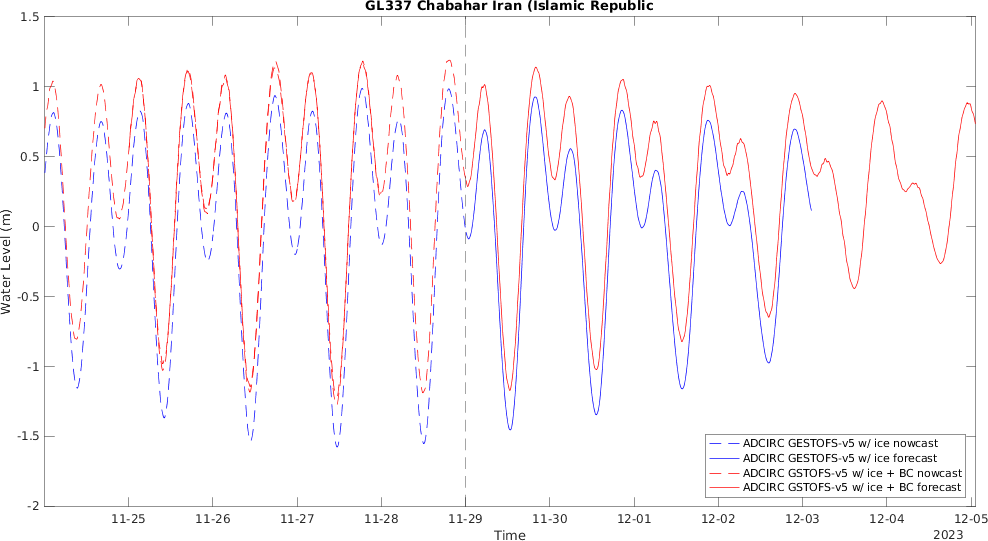 GL337 Chabahar Iran (Islamic Republic
1.5
1
0.5
0
-0.5
-1
-1.5
-2
Water Level (m)
11-25 11-26 11-27 11-28 11-29 11-30 12-01 12-02 12-03 12-04 12-05
Time
2023
ADCIRC GESTOFS-v5 w/ ice nowcast
ADCIRC GESTOFS-v5 w/ ice forecast
ADCIRC GSTOFS-v5 w/ ice + BC nowcast
ADCIRC GSTOFS-v5 w/ ice + BC forecast